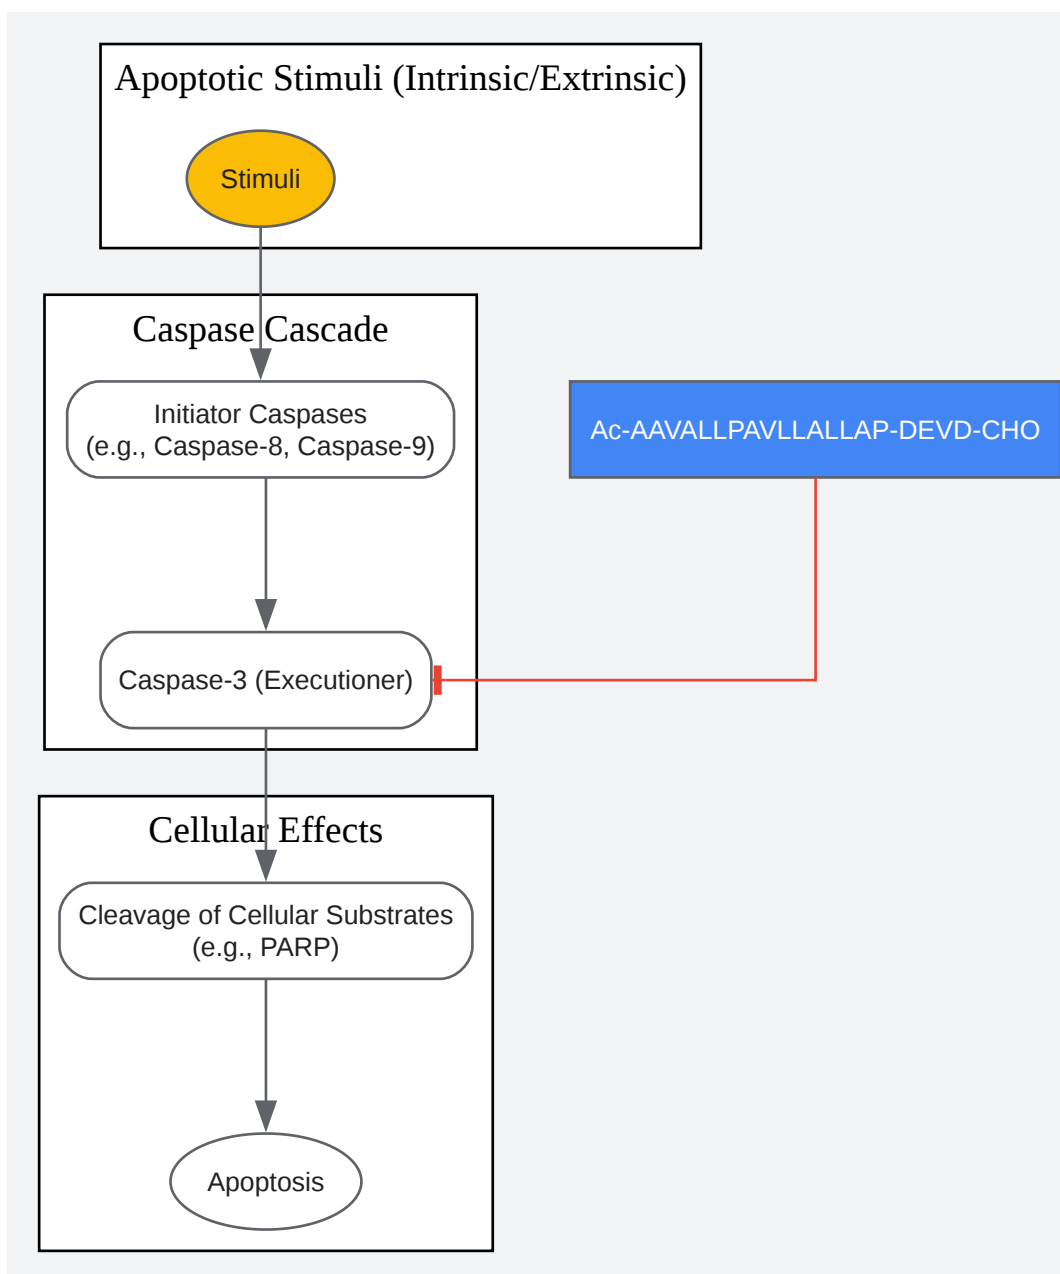 Apoptotic Stimuli (Intrinsic/Extrinsic)
Stimuli
Caspase Cascade
Initiator Caspases
(e.g., Caspase-8, Caspase-9)
Ac-AAVALLPAVLLALLAP-DEVD-CHO
Caspase-3 (Executioner)
Cellular Effects
Cleavage of Cellular Substrates
(e.g., PARP)
Apoptosis